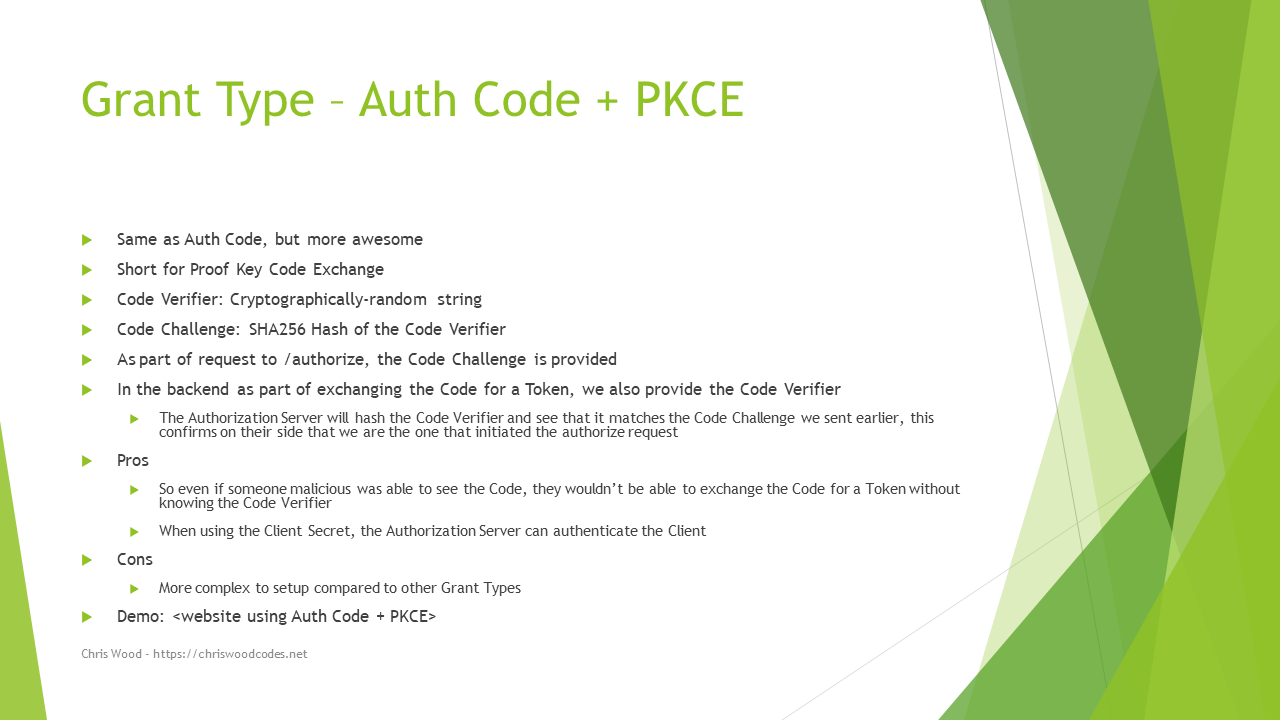 Grant Type – Auth Code + PKCE
Same as Auth Code, but more awesome
Short for Proof Key Code Exchange
Code Verifier: Cryptographically-random string
Code Challenge: SHA256 Hash of the Code Verifier
As part of request to /authorize, the Code Challenge is provided
In the backend as part of exchanging the Code for a Token, we also provide the Code Verifier
The Authorization Server will hash the Code Verifier and see that it matches the Code Challenge we sent earlier, this
confirms on their side that we are the one that initiated the authorize request
Pros
So even if someone malicious was able to see the Code, they wouldn’t be able to exchange the Code for a Token without
knowing the Code Verifier
When using the Client Secret, the Authorization Server can authenticate the Client
Cons
More complex to setup compared to other Grant Types
Demo: <website using Auth Code + PKCE>
Chris Wood - https://chriswoodcodes.net